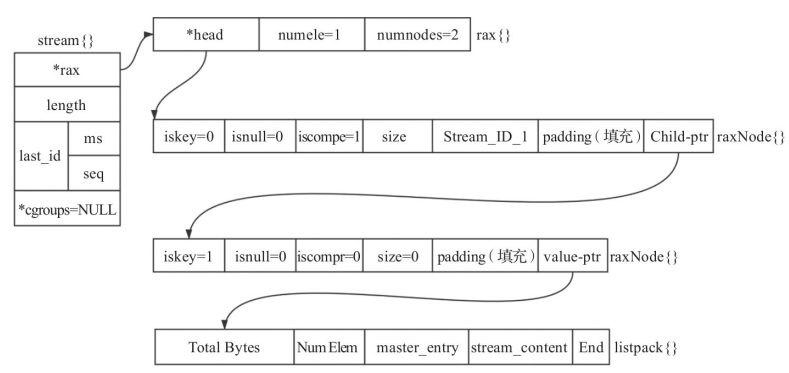 *head numele=1 numnodes=2 rax{}
stream{}
*rax
length
last_id ms
seq
*cgroups=NULL
iskey=0 isnull=0 iscompe=1 size Stream_ID_1 padding(填充) Child-ptr raxNode{}
iskey=1 isnull=0 iscompr=0 size=0 padding(填充) value-ptr raxNode{}
Total Bytes NumElem master_entry stream_content End listpack{}